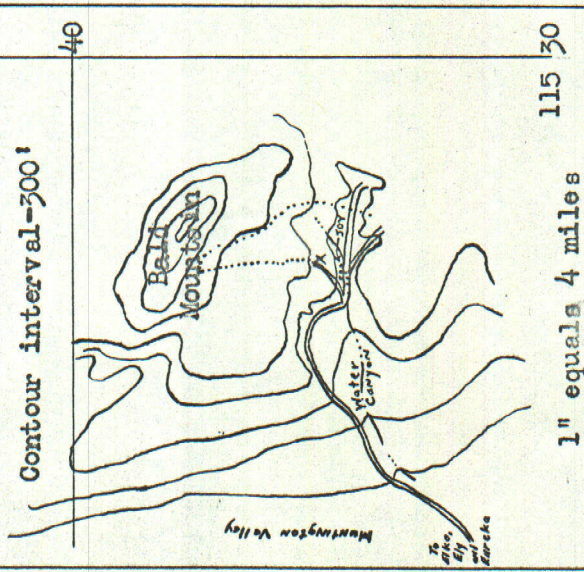 Contour interval-300'
40
Bald
Mountain
X
Water
Canyon
Huntington Valley
To
Elko,
Ely
and
Eureka
115 30
1" equals 4 miles